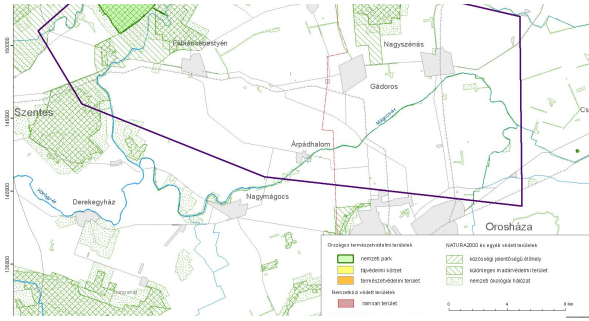 Fábiánsebestyén
Nagyszénás
Gádoros
Szentes
Árpádhalom
Derekegyház
Nagymágocs
Orosháza
Országos természetvédelmi területek
nemzeti park
tájvédelmi körzet
természetvédelmi terület
Nemzetközi védett területek
ramsari terület
NATURA2000 és egyéb védett területek
közösségi jelentőségű élőhely
különleges madárvédelmi terület
nemzeti ökológiai hálózat
0
4
8 km